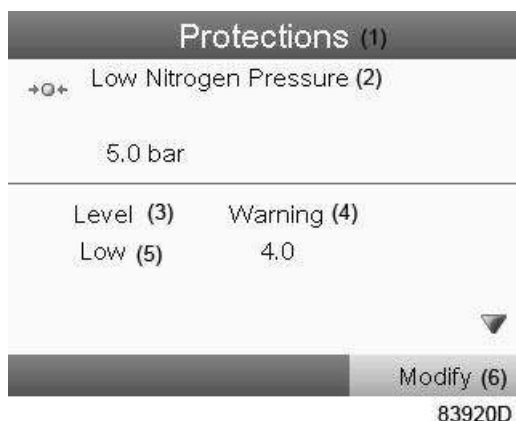 Protections (1)
Low Nitrogen Pressure (2)
5.0 bar
Level (3) Warning (4)
Low (5) 4.0
Modify (6)
83920D